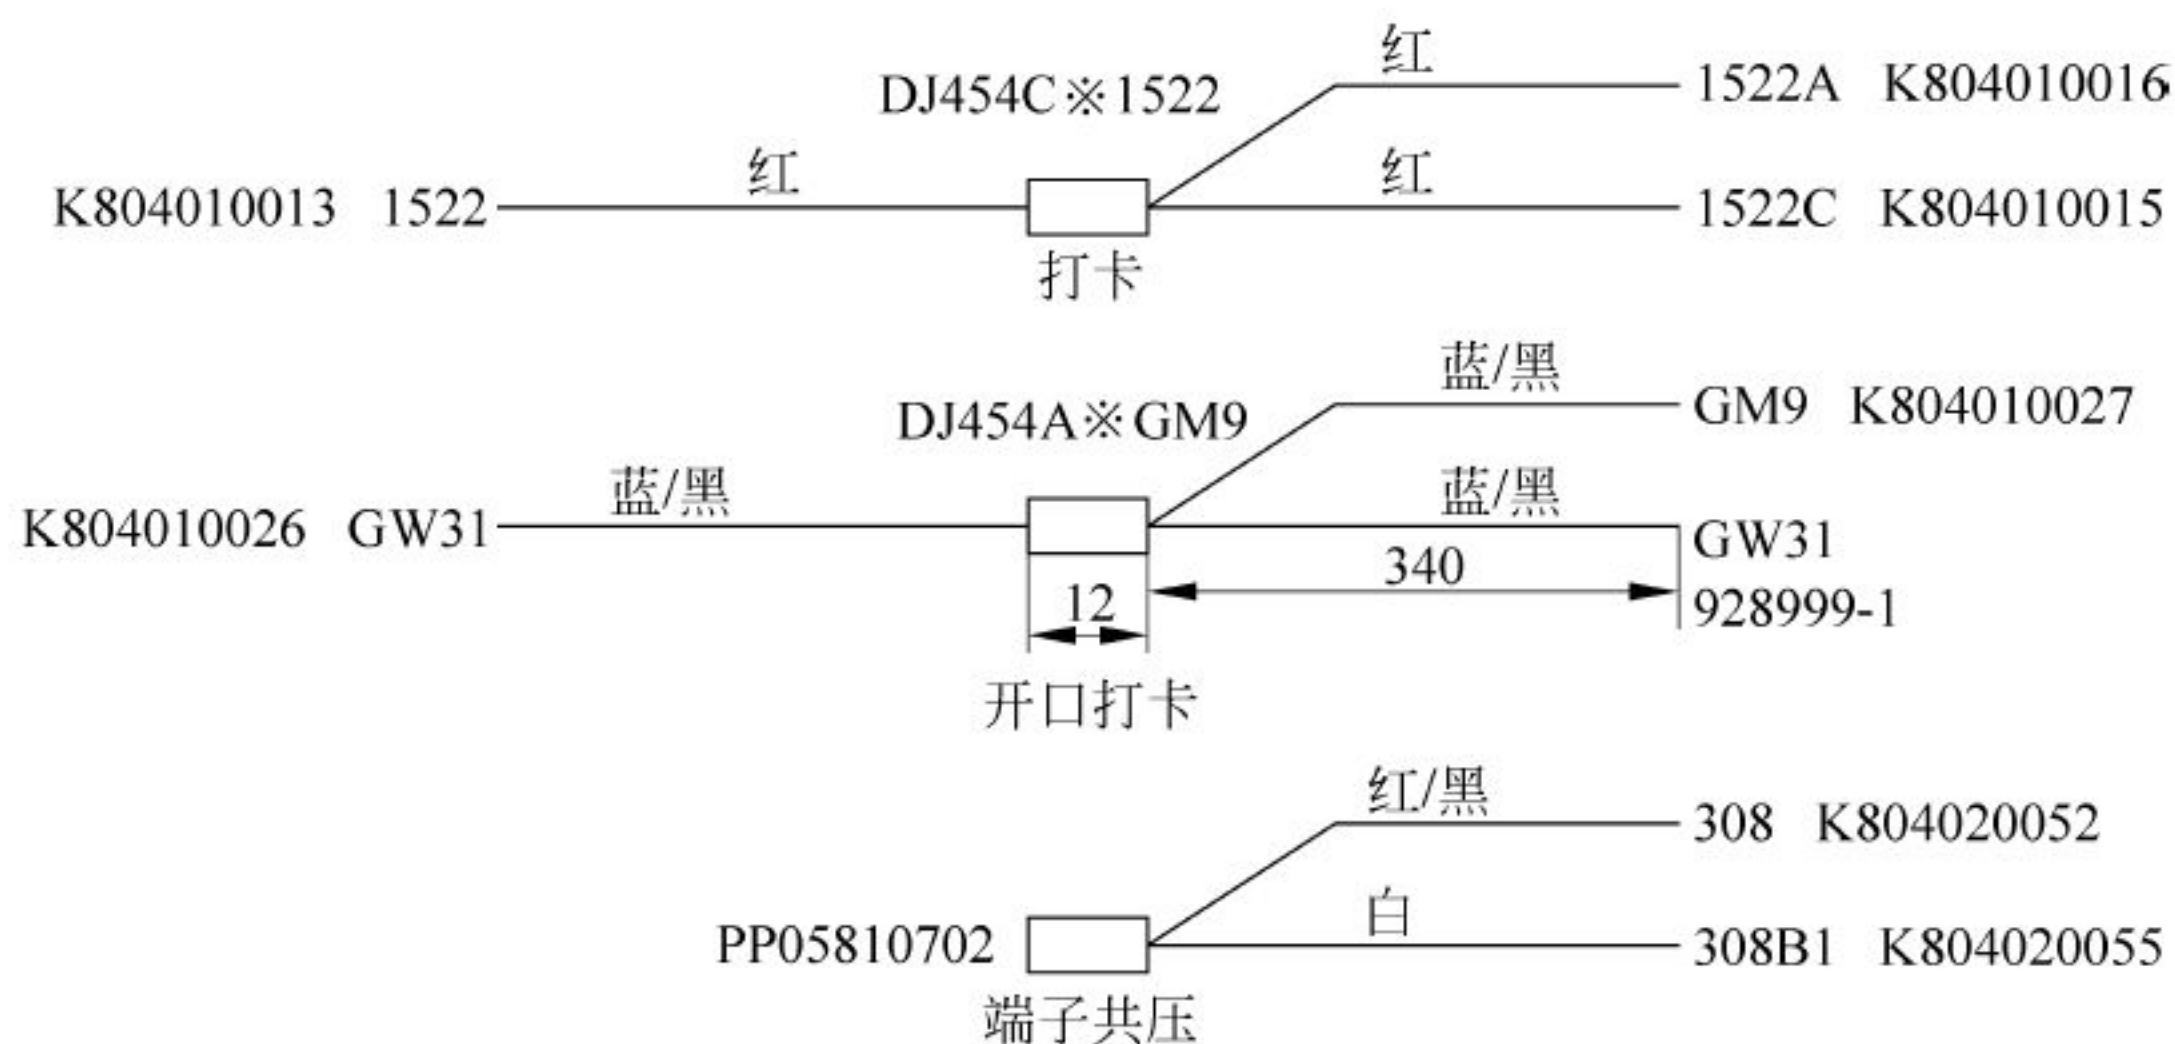 红
DJ454C※1522
1522A K804010016
红
红
K804010013 1522
1522C K804010015
打卡
蓝/黑
DJ454A※GM9
GM9 K804010027
蓝/黑
蓝/黑
K804010026 GW31
GW31
340
12
928999-1
开口打卡
红/黑
308 K804020052
白
PP05810702
308B1 K804020055
端子共压